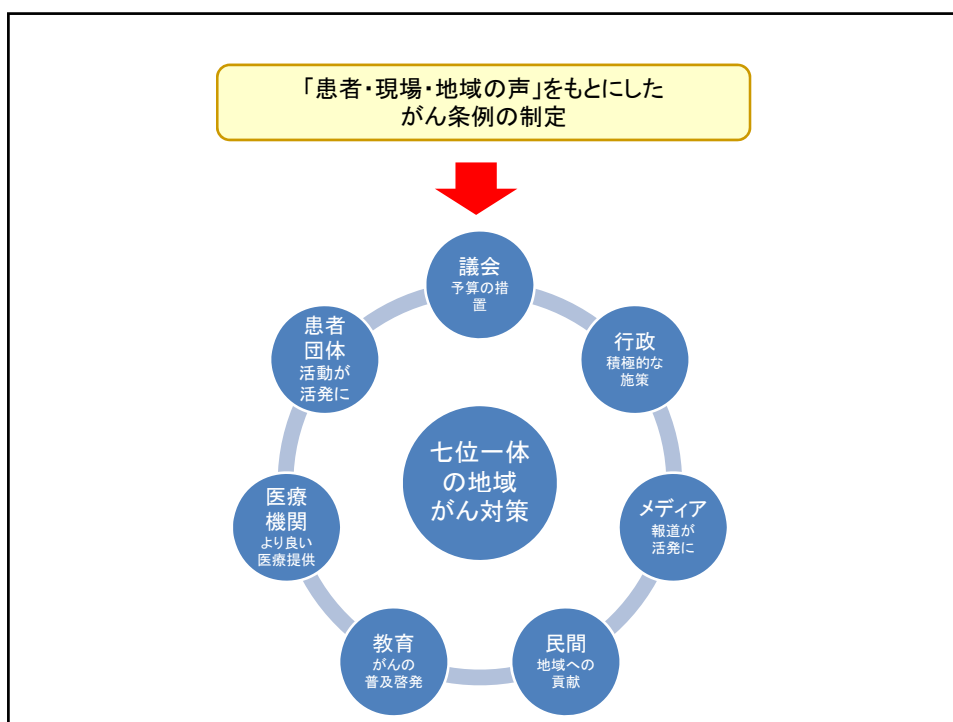 「患者・現場・地域の声」をもとにした
がん条例の制定
議会
予算の措
置
行政
積極的な
施策
メディア
報道が
活発に
民間
地域への
貢献
教育
がんの
普及啓発
医療
機関
より良い
医療提供
患者
団体
活動が
活発に
七位一体
の地域
がん対策